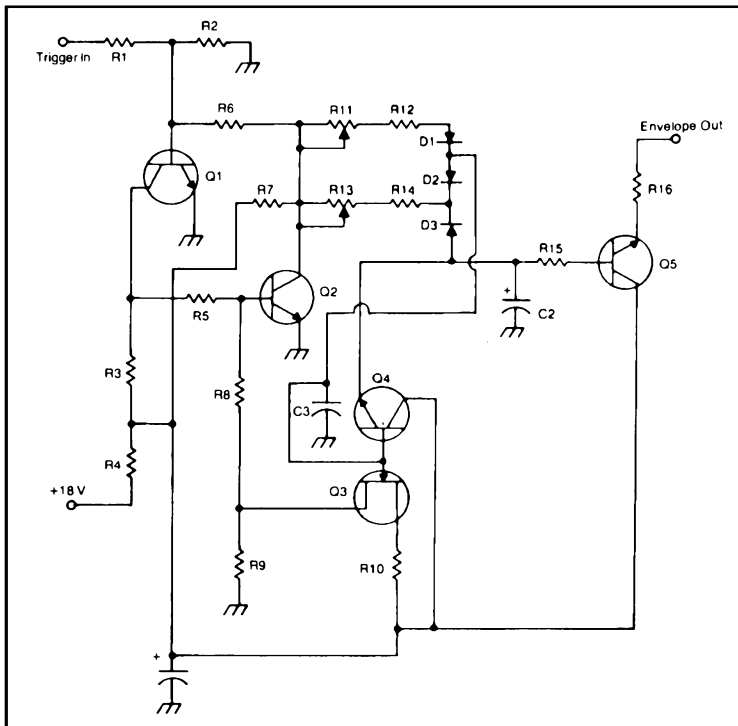 R2
Trigger In
R1
R6
R11
R12
Envelope Out
Q1
D1
R16
D2
R7
R13
R14
D3
R15
Q5
Q2
R5
C2
+
R3
Q4
R8
C3
R4
Q3
+18 V
R9
R10
+